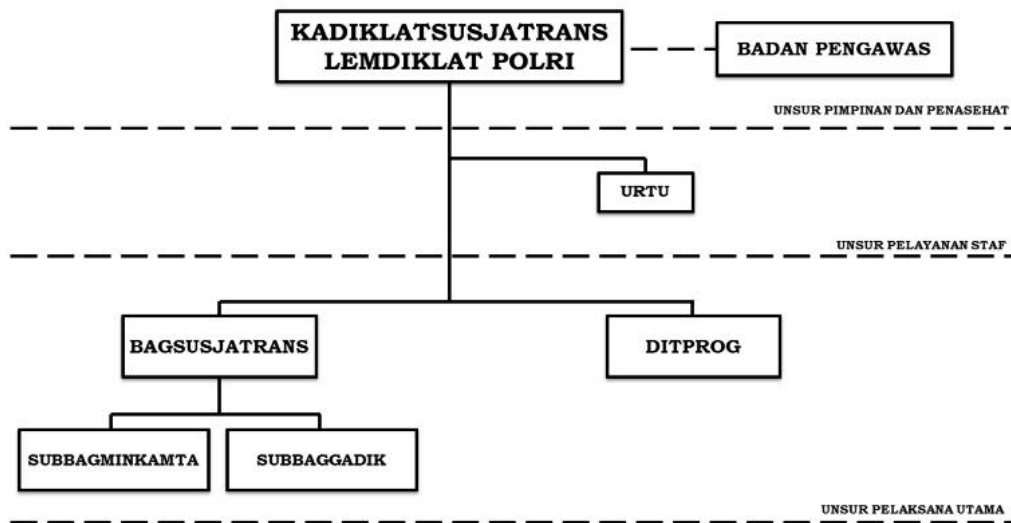 KADIKLATSUSJATRANS
LEMDIKLAT POLRI
BADAN PENGAWAS
UNSUR PIMPINAN DAN PENASEHAT
URTU
UNSUR PELAYANAN STAF
BAGSUSJATRANS
DITPROG
SUBBAGMINKAMTA
SUBBAGGADIK
UNSUR PELAKSANA UTAMA